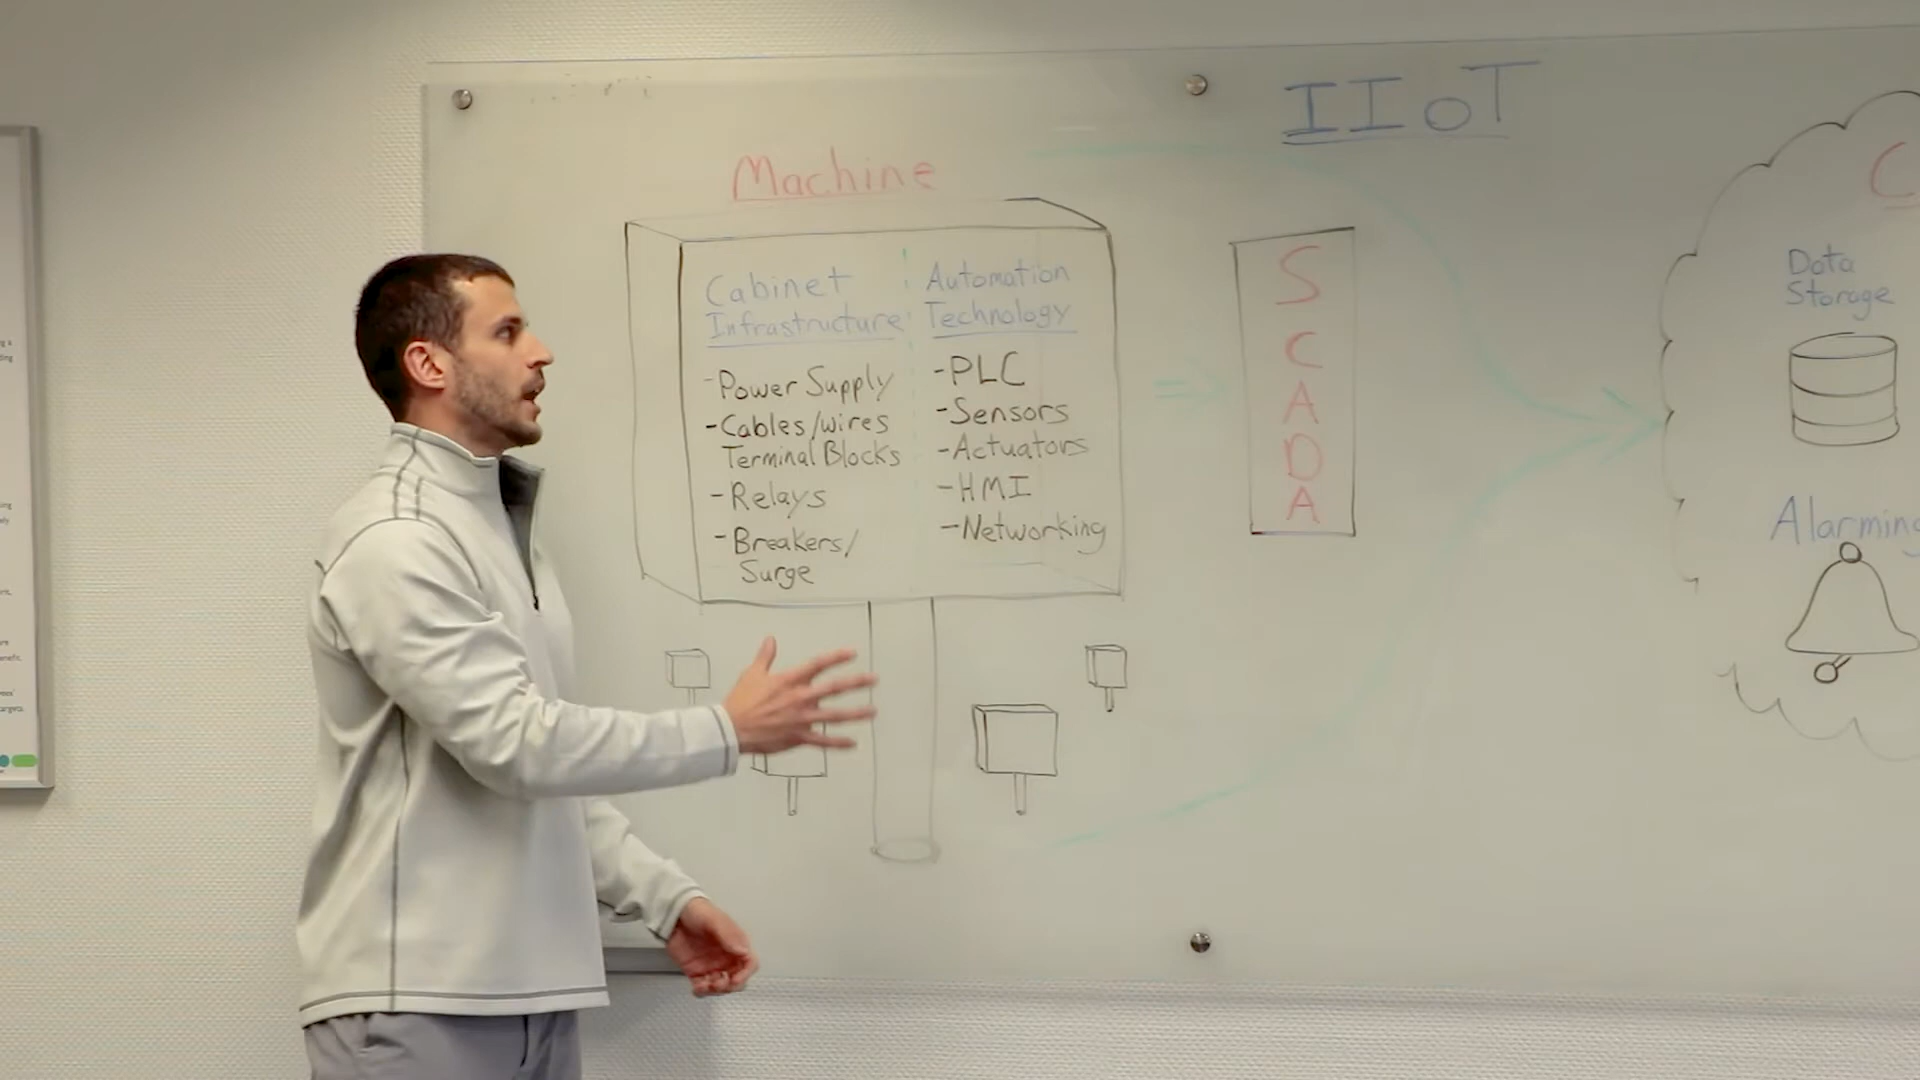 IIoT
Machine
Cabinet
Infrastructure
-Power Supply
-Cables/wires
Terminal Blocks
-Relays
-Breakers/
Surge
Automation
Technology
-PLC
-Sensors
-Actuators
-HMI
-Networking
S
C
A
D
A
C
Data
Storage
Alarming